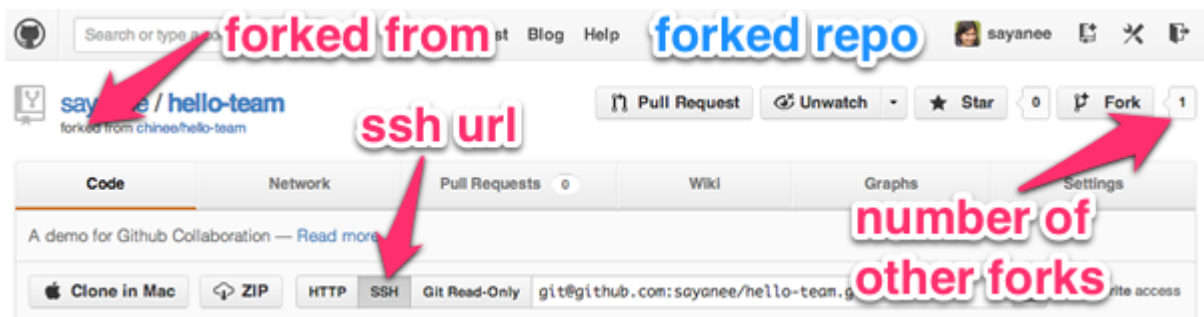 Search or type a
forked from
Blog Help
forked repo
sayanee
/ hello-team
forked from chinee/hello-team
Pull Request
Unwatch
Star 0
Fork 1
ssh url
Code Network Pull Requests 0 Wiki Graphs Settings
A demo for Github Collaboration — Read more
number of
other forks
Clone in Mac ZIP HTTP SSH Git Read-Only git@github.com:sayanee/hello-team.g
access